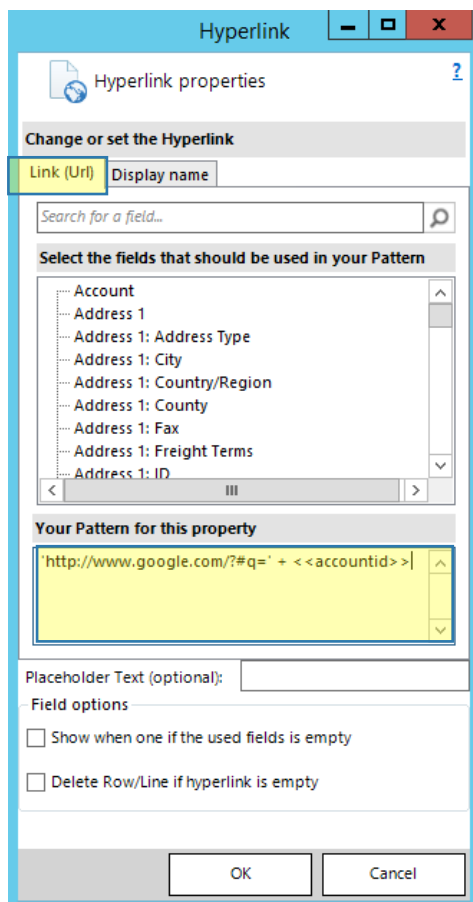 Hyperlink
Hyperlink properties
?
Change or set the Hyperlink
Link (Url)
Display name
Search for a field...
Select the fields that should be used in your Pattern
Account
Address 1
Address 1: Address Type
Address 1: City
Address 1: Country/Region
Address 1: County
Address 1: Fax
Address 1: Freight Terms
Address 1: ID
Your Pattern for this property
'http://www.google.com/?#q=' + <<accountid>>
Placeholder Text (optional):
Field options
Show when one if the used fields is empty
Delete Row/Line if hyperlink is empty
OK
Cancel